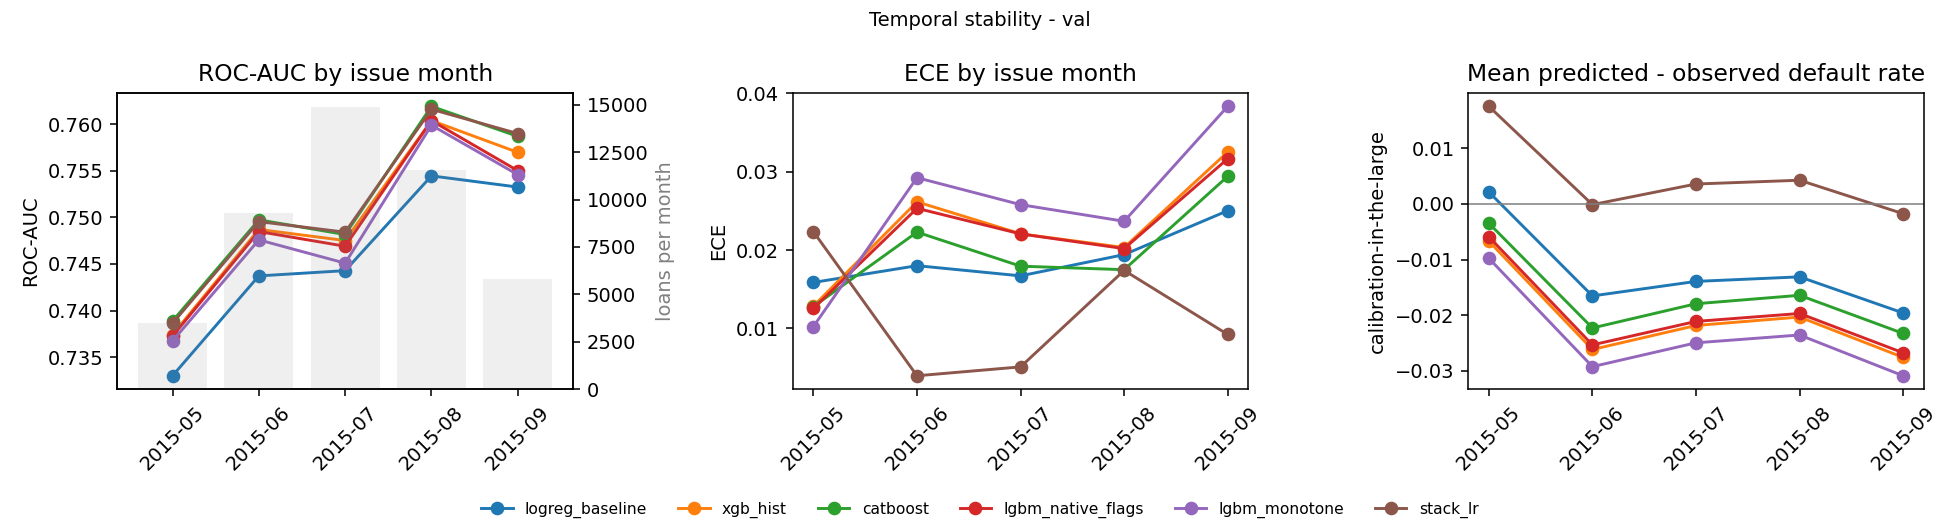 Temporal stability - val
ROC-AUC by issue month
ROC-AUC
0.760
0.755
0.750
0.745
0.740
0.735
15000
12500
10000
7500
5000
2500
0
loans per month
2015-05
2015-06
2015-07
2015-08
2015-09
ECE by issue month
ECE
0.04
0.03
0.02
0.01
2015-05
2015-06
2015-07
2015-08
2015-09
Mean predicted - observed default rate
calibration-in-the-large
0.01
0.00
−0.01
−0.02
−0.03
2015-05
2015-06
2015-07
2015-08
2015-09
logreg_baseline
xgb_hist
catboost
lgbm_native_flags
lgbm_monotone
stack_lr